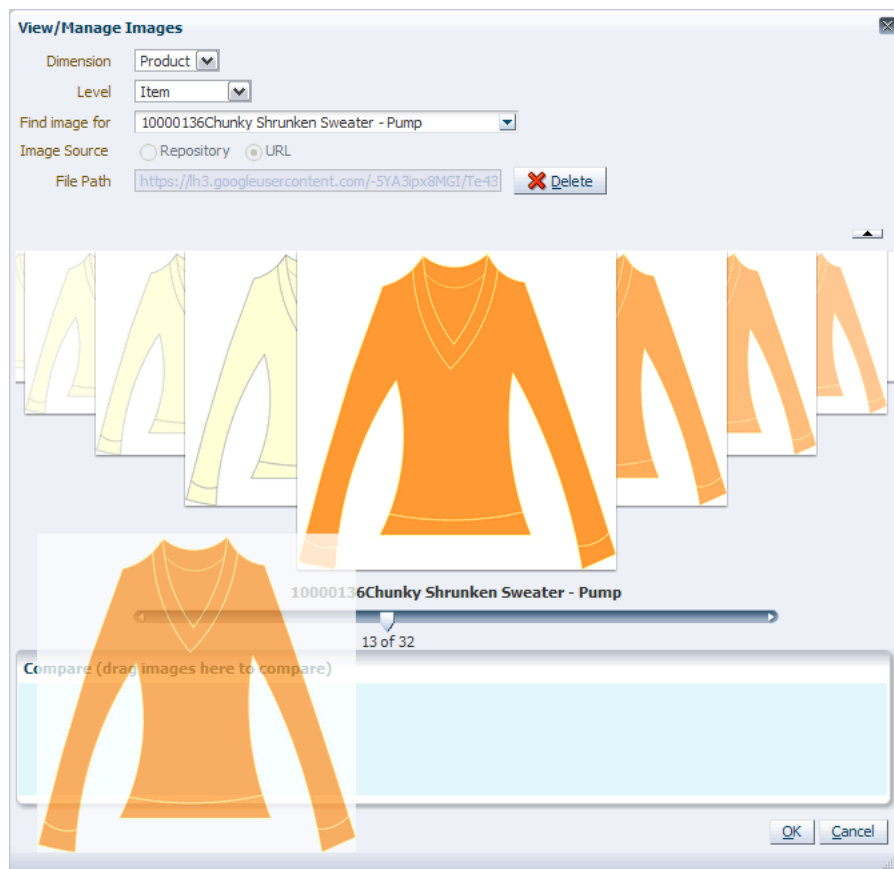 View/Manage Images
Dimension Product
Level Item
Find image for 10000136Chunky Shrunken Sweater - Pump
Image Source Repository URL
File Path https://lh3.googleusercontent.com/-5YA3ipx8MGI/Te43 Delete
10000136Chunky Shrunken Sweater - Pump
13 of 32
Compare (drag images here to compare)
OK Cancel